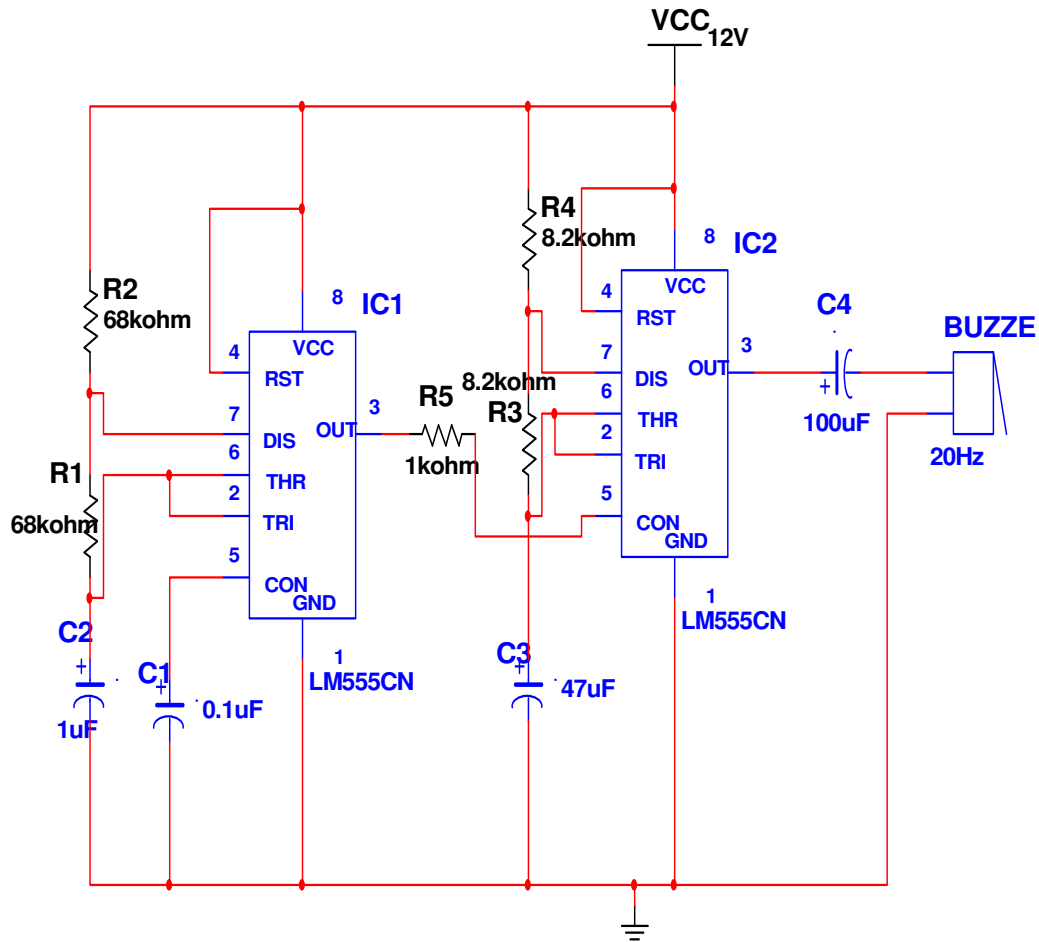 VCC
12V
R4
8.2kohm
8
IC2
R2
68kohm
8
IC1
4
VCC
RST
C4
BUZZE
VCC
4
RST
7
DIS
3
OUT
8.2kohm
R3
6
THR
2
TRI
100uF
20Hz
R5
1kohm
3
OUT
7
DIS
6
THR
2
TRI
R1
68kohm
5
CON
GND
5
CON
GND
1
LM555CN
1
LM555CN
C2
1uF
C1
0.1uF
C3
47uF